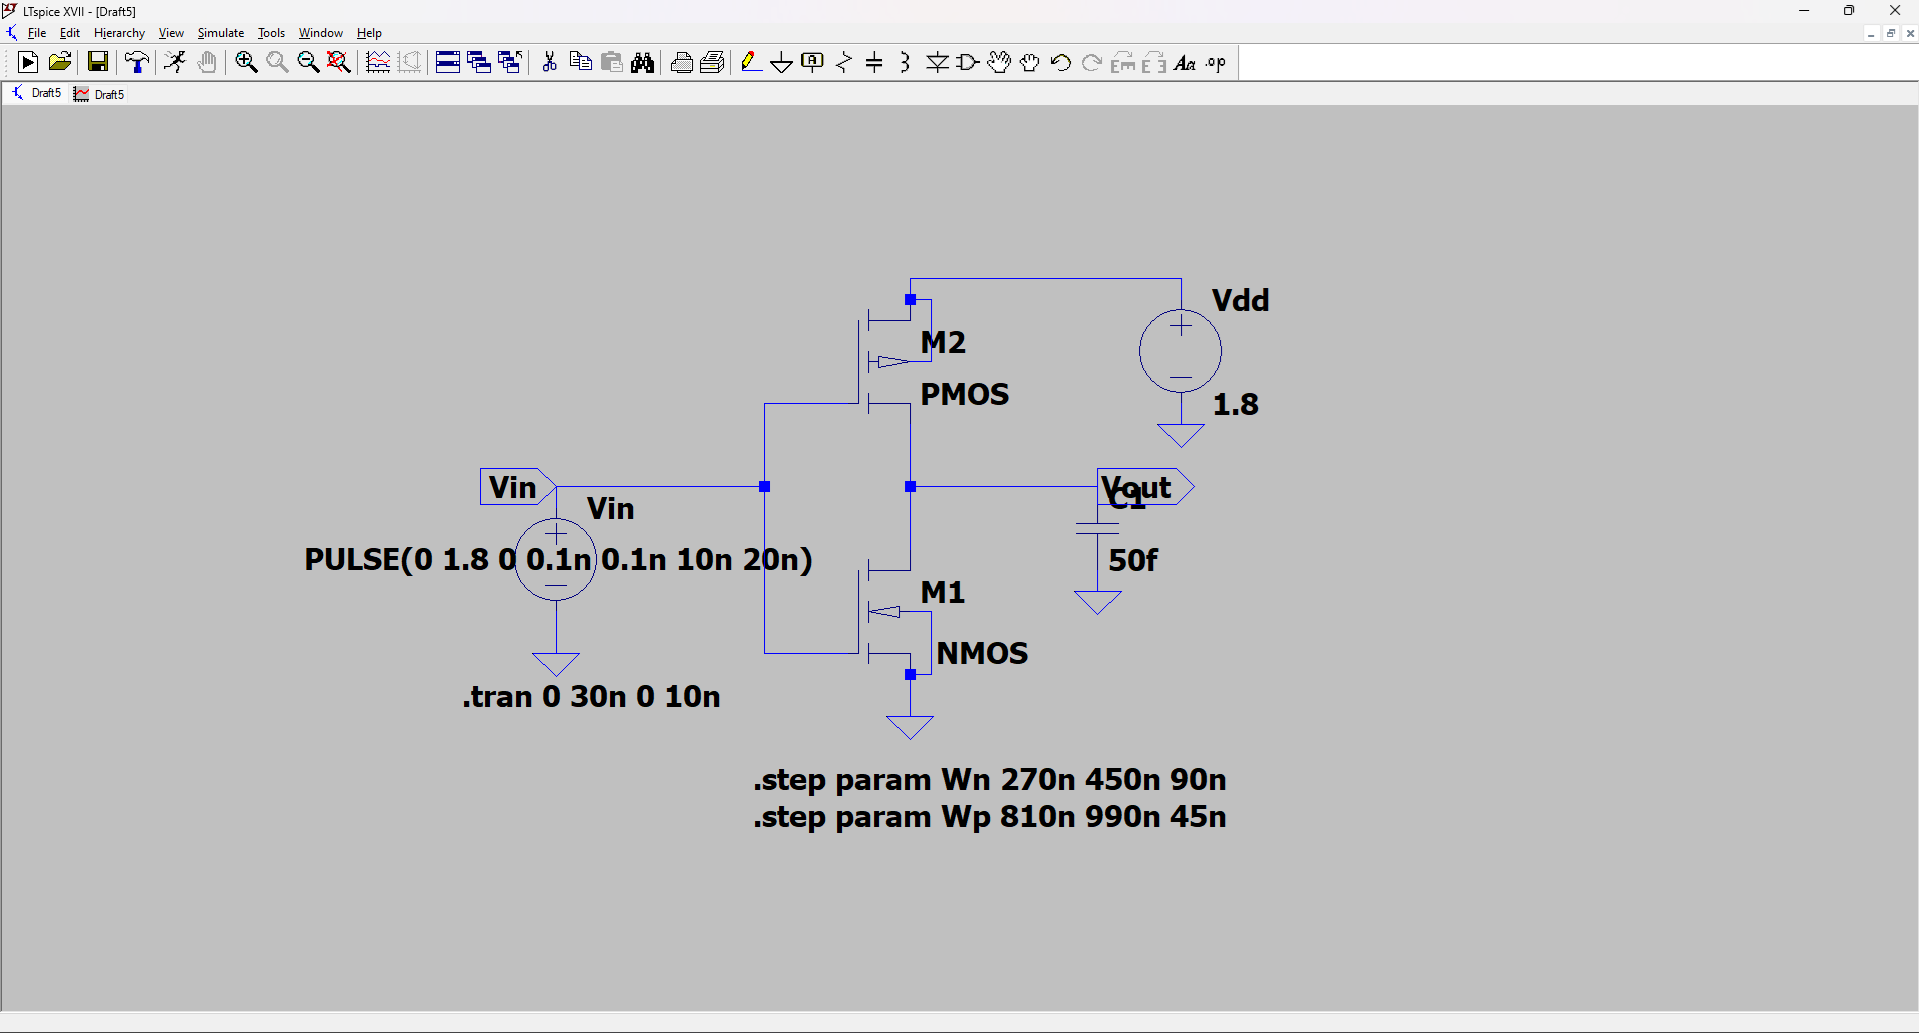 LTspice XVII - [Draft5]
File Edit Hierarchy View Simulate Tools Window Help
.op
Draft5 Draft5
Vdd
M2
PMOS
1.8
Vin
Vout
C1
Vin
PULSE(0 1.8 0 0.1n 0.1n 10n 20n)
50f
M1
NMOS
.tran 0 30n 0 10n
.step param Wn 270n 450n 90n
.step param Wp 810n 990n 45n